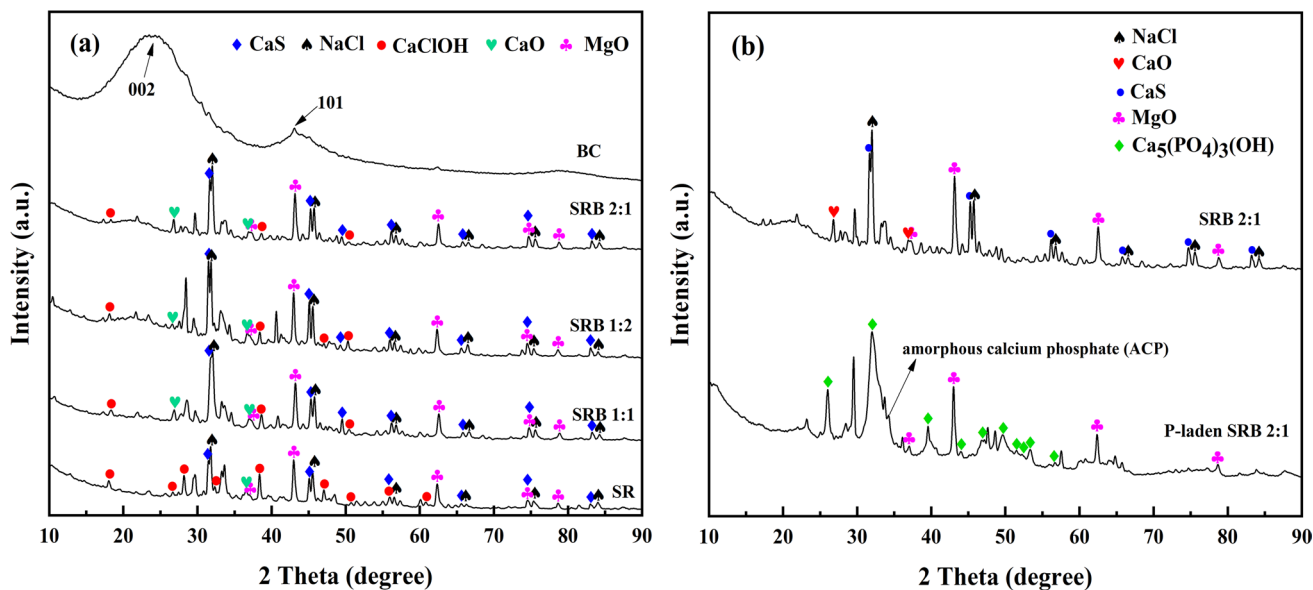 (a)
CaS
NaCl
CaClOH
CaO
MgO
002
101
BC
SRB 2:1
SRB 1:2
SRB 1:1
SR
Intensity (a.u.)
10 20 30 40 50 60 70 80 90
2 Theta (degree)
(b)
NaCl
CaO
CaS
MgO
Ca5(PO4)3(OH)
SRB 2:1
amorphous calcium phosphate (ACP)
P-laden SRB 2:1
Intensity (a.u.)
10 20 30 40 50 60 70 80 90
2 Theta (degree)